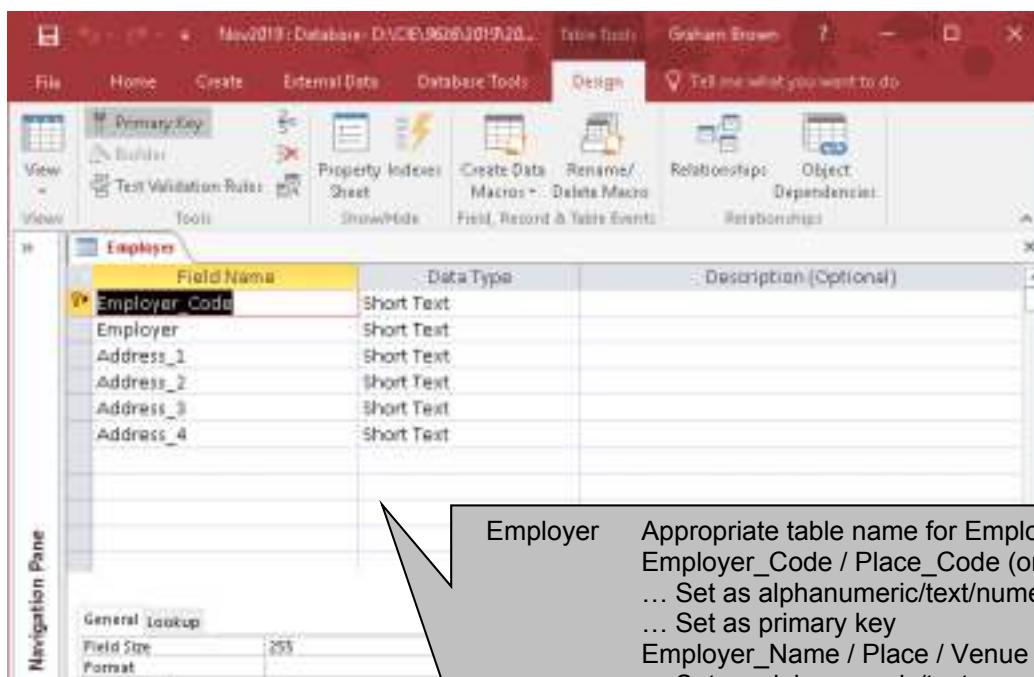 Nov2019 : Database- D:\CIE\9626\2019\20... Table Tools Graham Brown ?
File Home Create External Data Database Tools Design Tell me what you want to do
View Primary Key Builder Test Validation Rules Property Sheet Indexes Create Data Macros Rename/ Delete Macro Relationships Object Dependencies
Views Tools Show/Hide Field, Record & Table Events Relationships
Employer
Field Name Data Type Description (Optional)
Employer_Code Short Text
Employer Short Text
Address_1 Short Text
Address_2 Short Text
Address_3 Short Text
Address_4 Short Text
Navigation Pane
General Lookup
Field Size 255
Format
Employer Appropriate table name for Emplo
Employer_Code / Place_Code (or
… Set as alphanumeric/text/nume
… Set as primary key
Employer_Name / Place / Venue